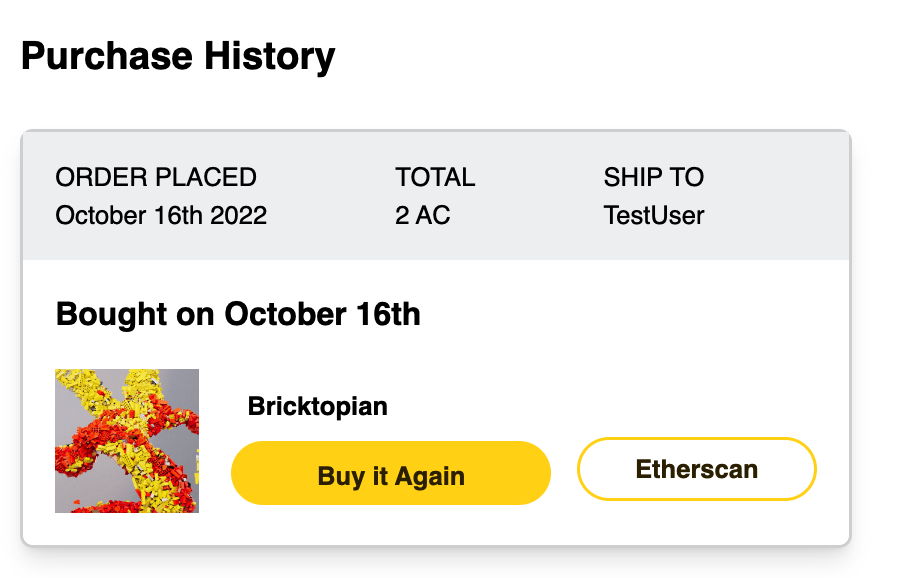 Purchase History
ORDER PLACED
October 16th 2022
TOTAL
2 AC
SHIP TO
TestUser
Bought on October 16th
Bricktopian
Buy it Again
Etherscan